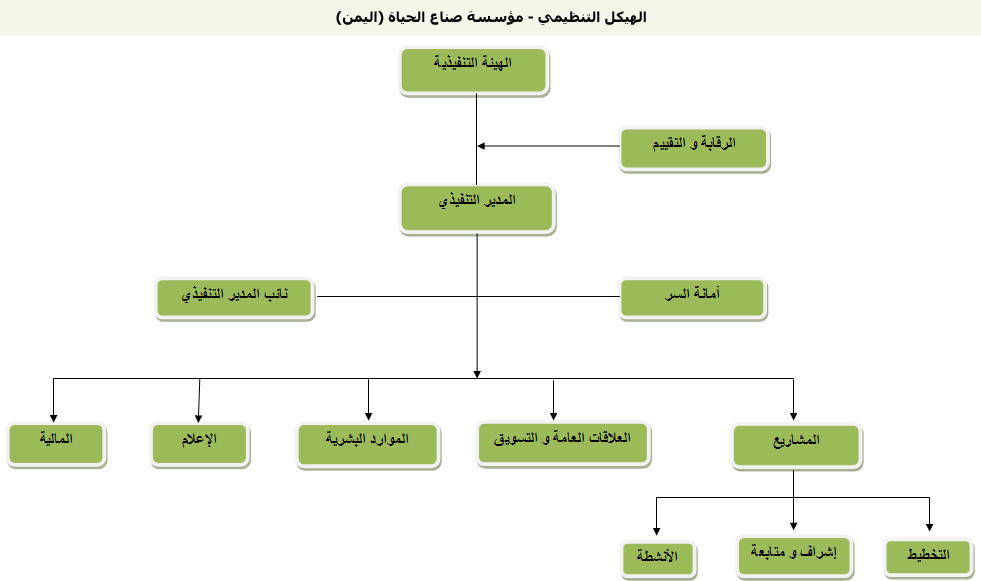 الهيكل التنظيمي - مؤسسة صناع الحياة (اليمن)
الهيئة التنفيذية
الرقابة و التقييم
المدير التنفيذي
أمانة السر
نائب المدير التنفيذي
المشاريع
العلاقات العامة و التسويق
الموارد البشرية
الإعلام
المالية
التخطيط
إشراف و متابعة
الأنشطة